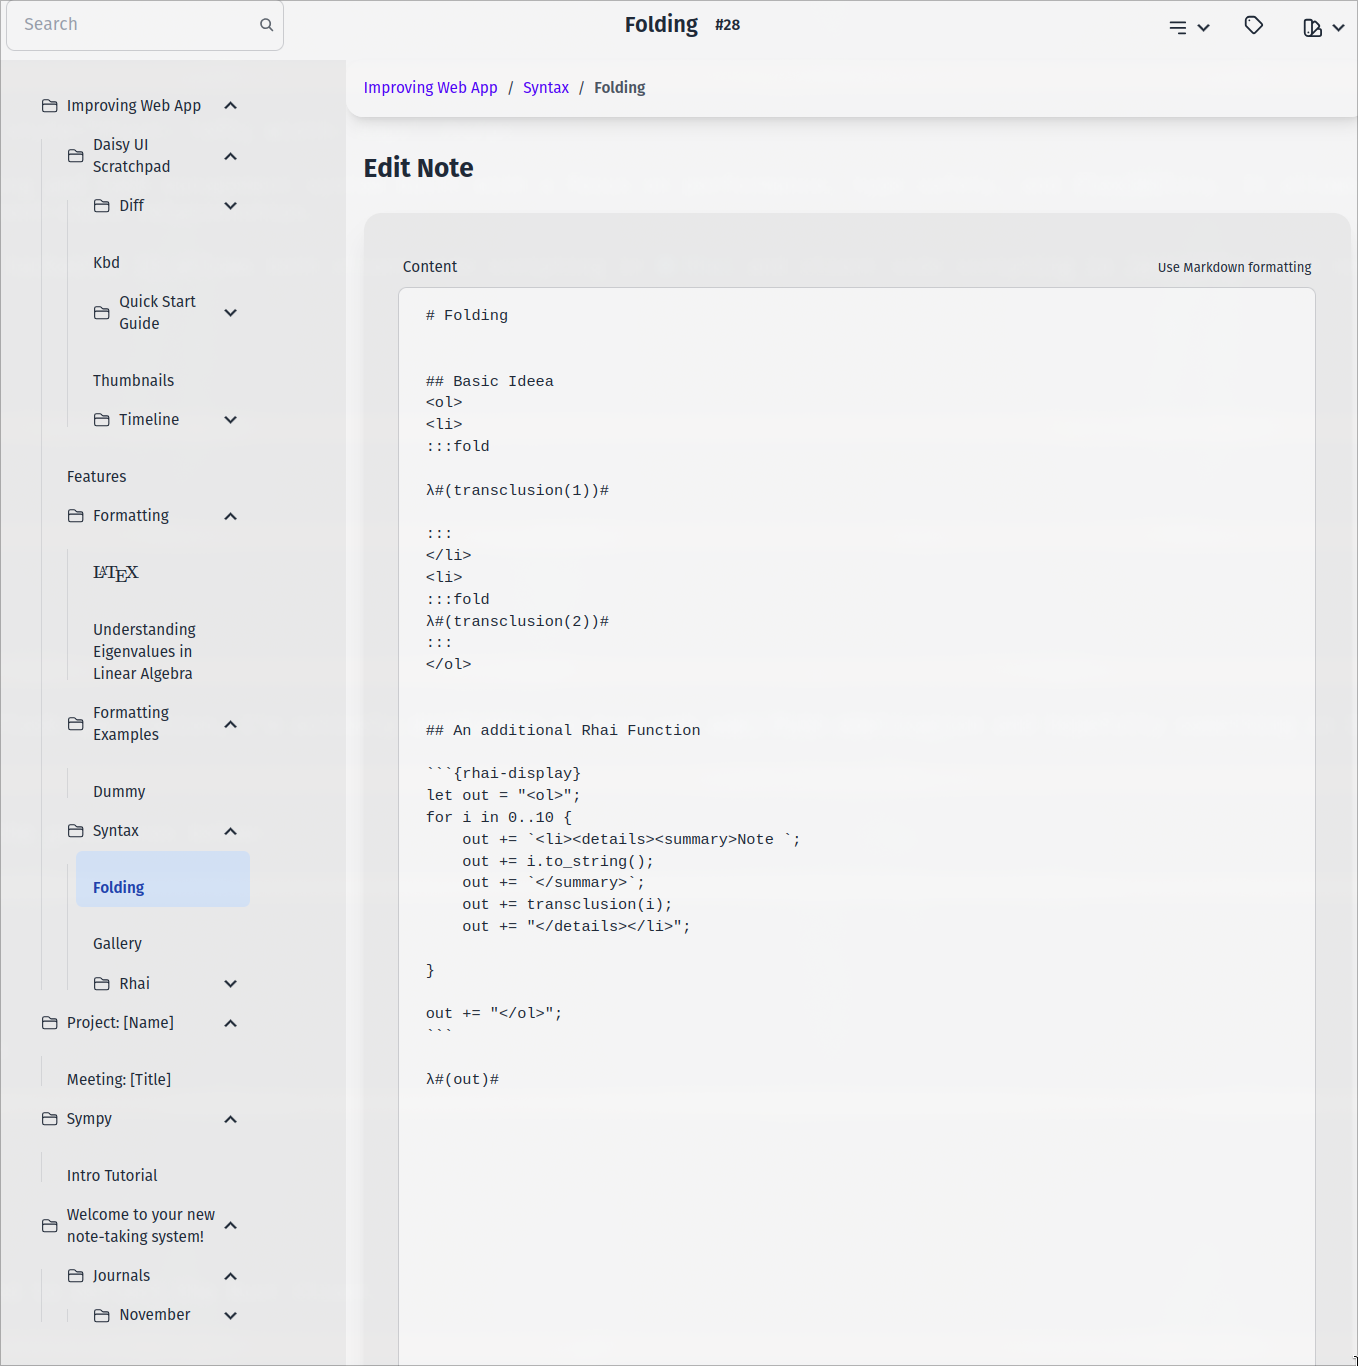 Search
Folding #28
Improving Web App / Syntax / Folding
Improving Web App
Daisy UI
Scratchpad
Diff
Kbd
Quick Start
Guide
Thumbnails
Timeline
Features
Formatting
LATEX
Understanding
Eigenvalues in
Linear Algebra
Formatting
Examples
Dummy
Syntax
Folding
Gallery
Rhai
Project: [Name]
Meeting: [Title]
Sympy
Intro Tutorial
Welcome to your new
note-taking system!
Journals
November
Edit Note
Content Use Markdown formatting
# Folding
## Basic Ideea
<ol>
<li>
:::fold
λ#(transclusion(1))#
:::
</li>
<li>
:::fold
λ#(transclusion(2))#
:::
</ol>
## An additional Rhai Function
```{rhai-display}
let out = "<ol>";
for i in 0..10 {
    out += `<li><details><summary>Note `;
    out += i.to_string();
    out += `</summary>`;
    out += transclusion(i);
    out += "</details></li>";
}
out += "</ol>";
```
λ#(out)#